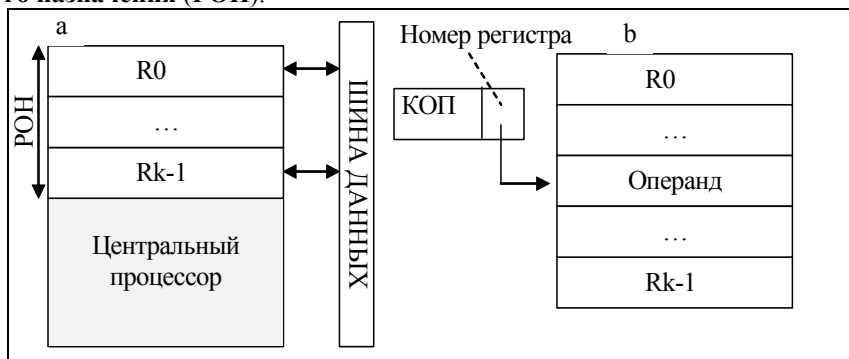 го назначения (РОН).
a
РОН
R0
…
Rk-1
Центральный
процессор
ШИНА ДАННЫХ
Номер регистра
КОП
b
R0
…
Операнд
…
Rk-1